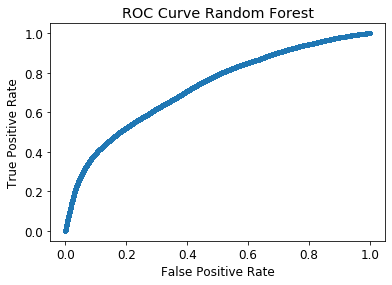 ROC Curve Random Forest
1.0
0.8
0.6
0.4
0.2
0.0
True Positive Rate
0.0 0.2 0.4 0.6 0.8 1.0
False Positive Rate